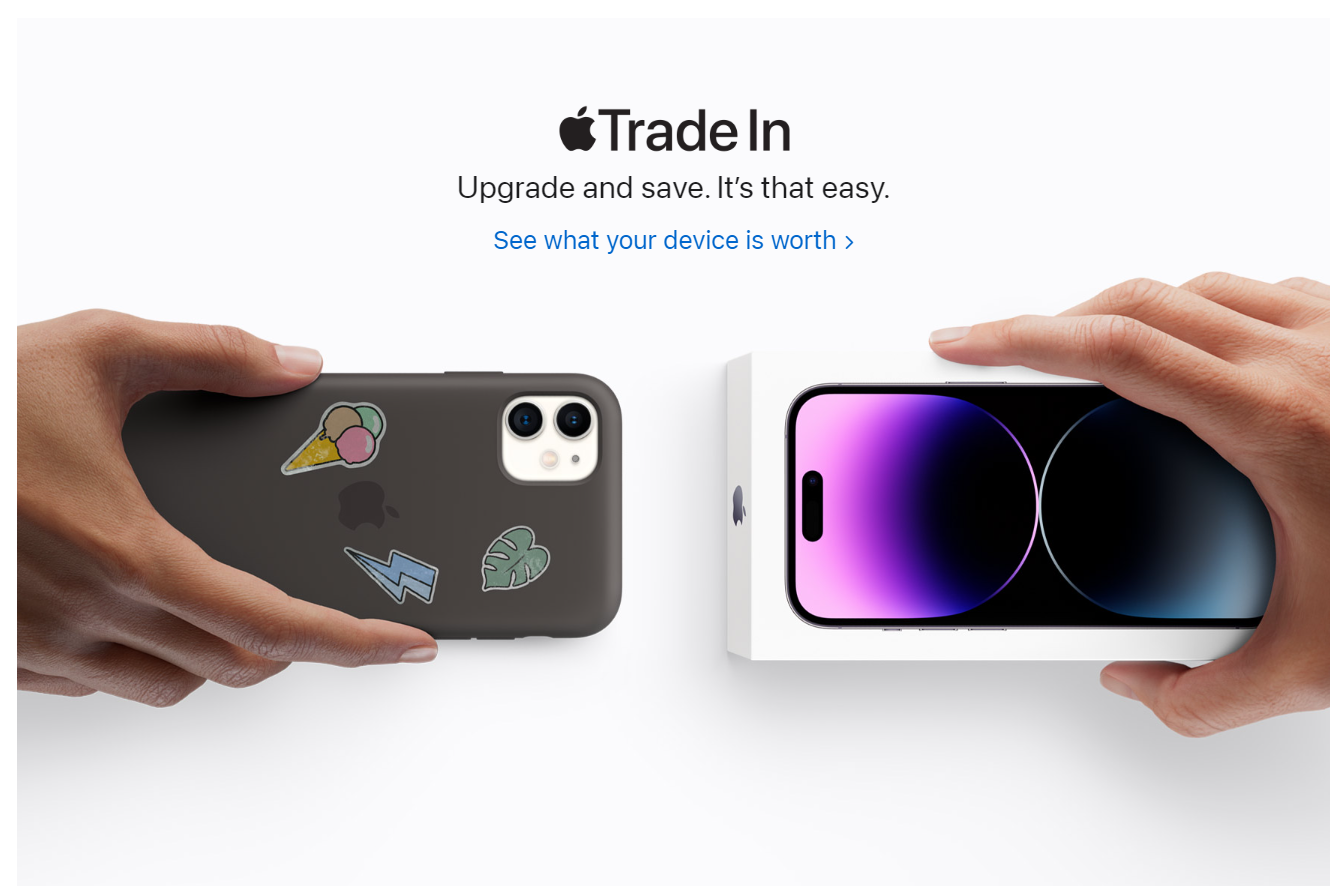 Trade In
Upgrade and save. It’s that easy.
See what your device is worth >